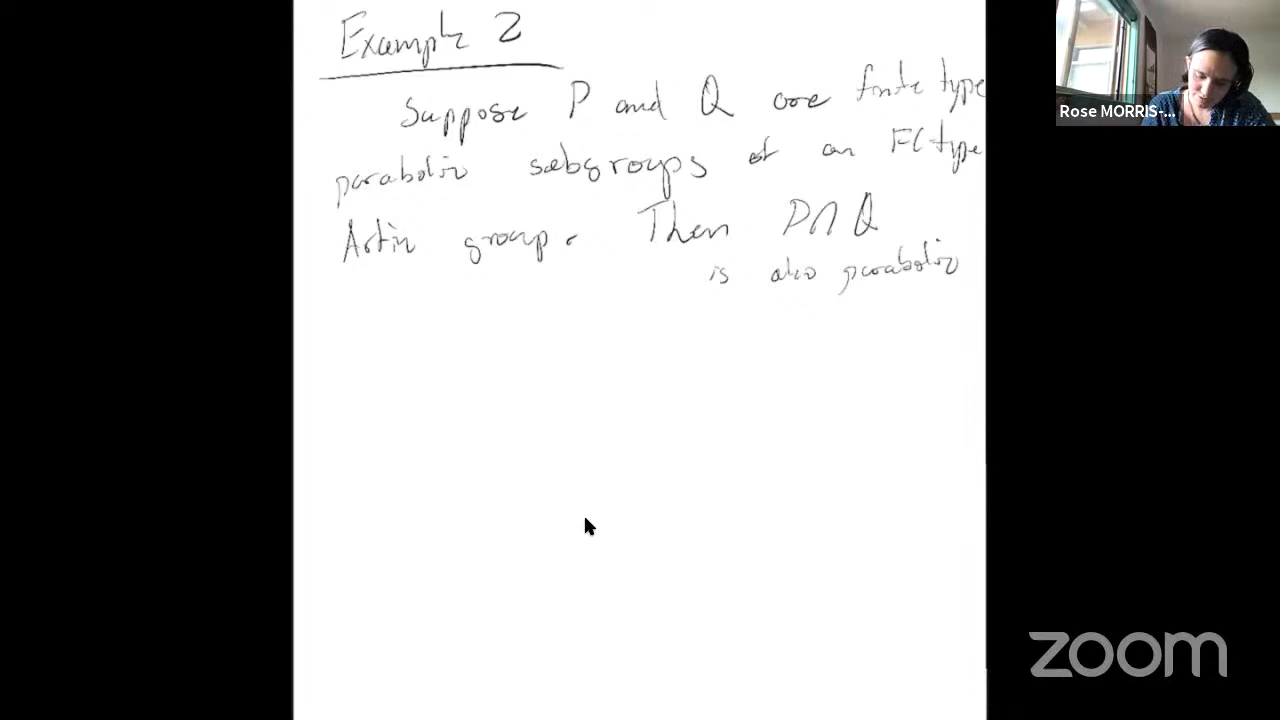 Example 2
Suppose P and Q are finite type
parabolic subgroups of an FC type
Artin group. Then P∩Q
is also parabolic
Rose MORRIS-...
zoom